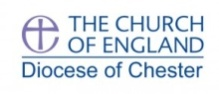 THE CHURCH
OF ENGLAND
Diocese of Chester